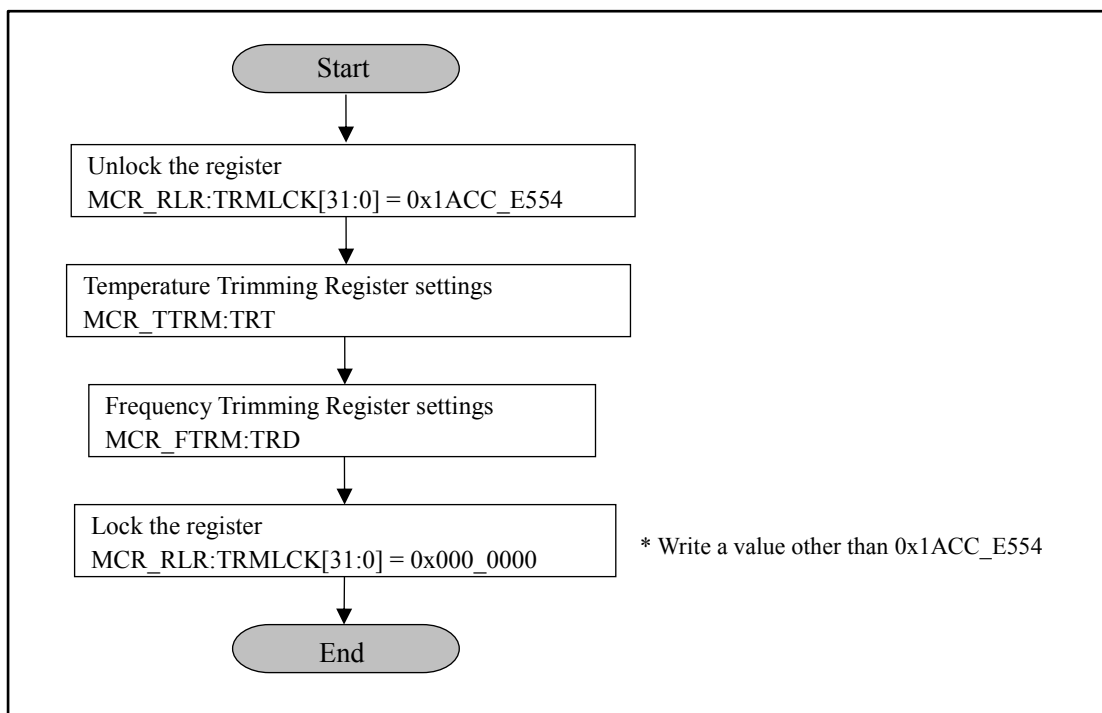 Start
Unlock the register
MCR_RLR:TRMLCK[31:0] = 0x1ACC_E554
Temperature Trimming Register settings
MCR_TTRM:TRT
Frequency Trimming Register settings
MCR_FTRM:TRD
Lock the register
MCR_RLR:TRMLCK[31:0] = 0x000_0000
* Write a value other than 0x1ACC_E554
End